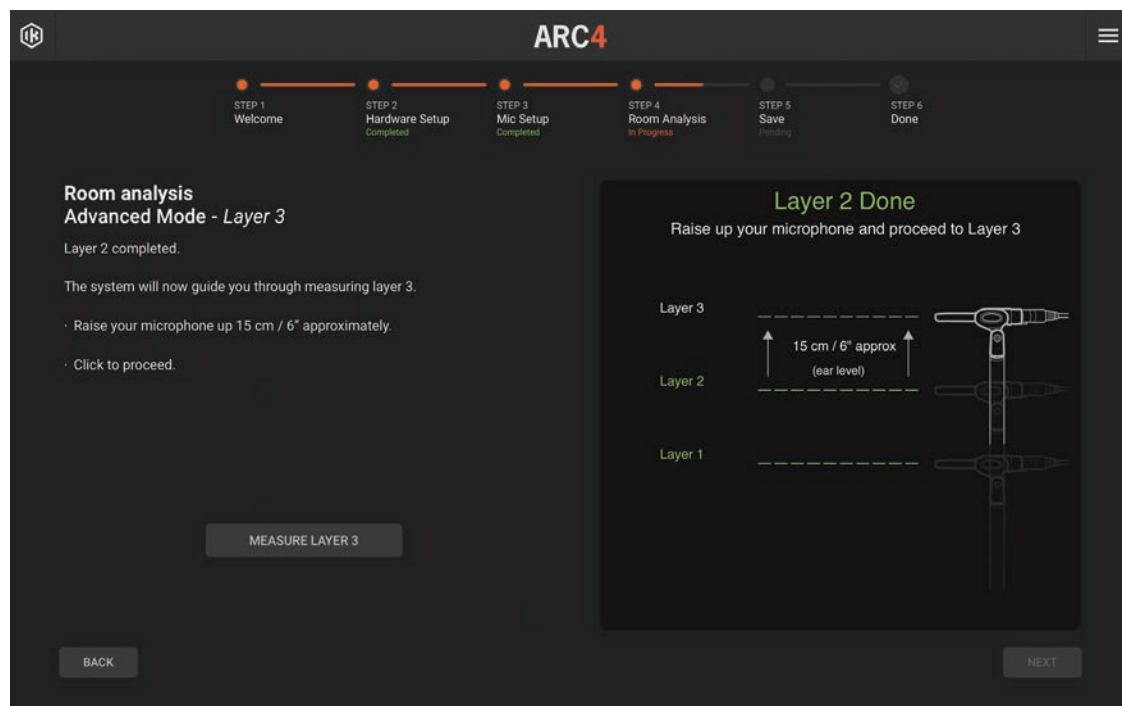 ARC4
STEP 1
Welcome
STEP 2
Hardware Setup
Completed
STEP 3
Mic Setup
Completed
STEP 4
Room Analysis
In Progress
STEP 5
Save
Pending
STEP 6
Done
Room analysis
Advanced Mode - Layer 3
Layer 2 completed.
The system will now guide you through measuring layer 3.
· Raise your microphone up 15 cm / 6” approximately.
· Click to proceed.
MEASURE LAYER 3
Layer 2 Done
Raise up your microphone and proceed to Layer 3
Layer 3
15 cm / 6" approx
(ear level)
Layer 2
Layer 1
BACK
NEXT